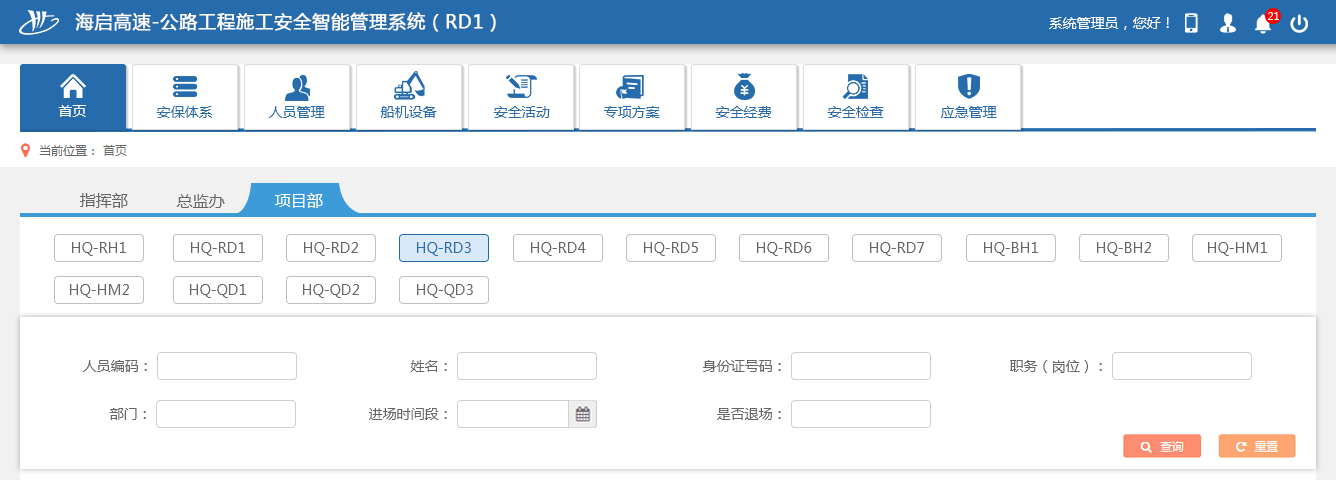 海启高速-公路工程施工安全智能管理系统（RD1）
系统管理员，您好！ 21
首页 安保体系 人员管理 船机设备 安全活动 专项方案 安全经费 安全检查 应急管理
当前位置： 首页
指挥部 总监办 项目部
HQ-RH1 HQ-RD1 HQ-RD2 HQ-RD3 HQ-RD4 HQ-RD5 HQ-RD6 HQ-RD7 HQ-BH1 HQ-BH2 HQ-HM1
HQ-HM2 HQ-QD1 HQ-QD2 HQ-QD3
人员编码： 姓名： 身份证号码： 职务（岗位）：
部门： 进场时间段： 是否退场：
查询 重置